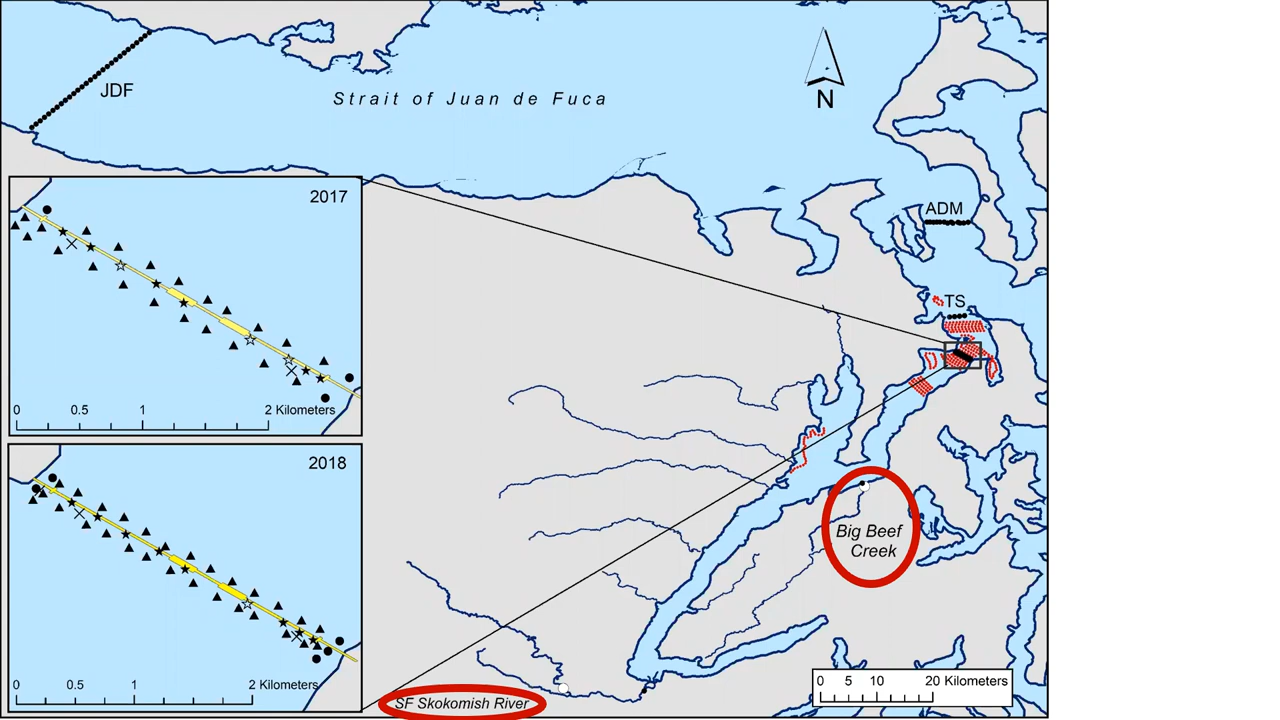 JDF
Strait of Juan de Fuca
N
2017
0 0.5 1 2 Kilometers
2018
0 0.5 1 2 Kilometers
ADM
TS
Big Beef
Creek
SF Skokomish River
0 5 10 20 Kilometers